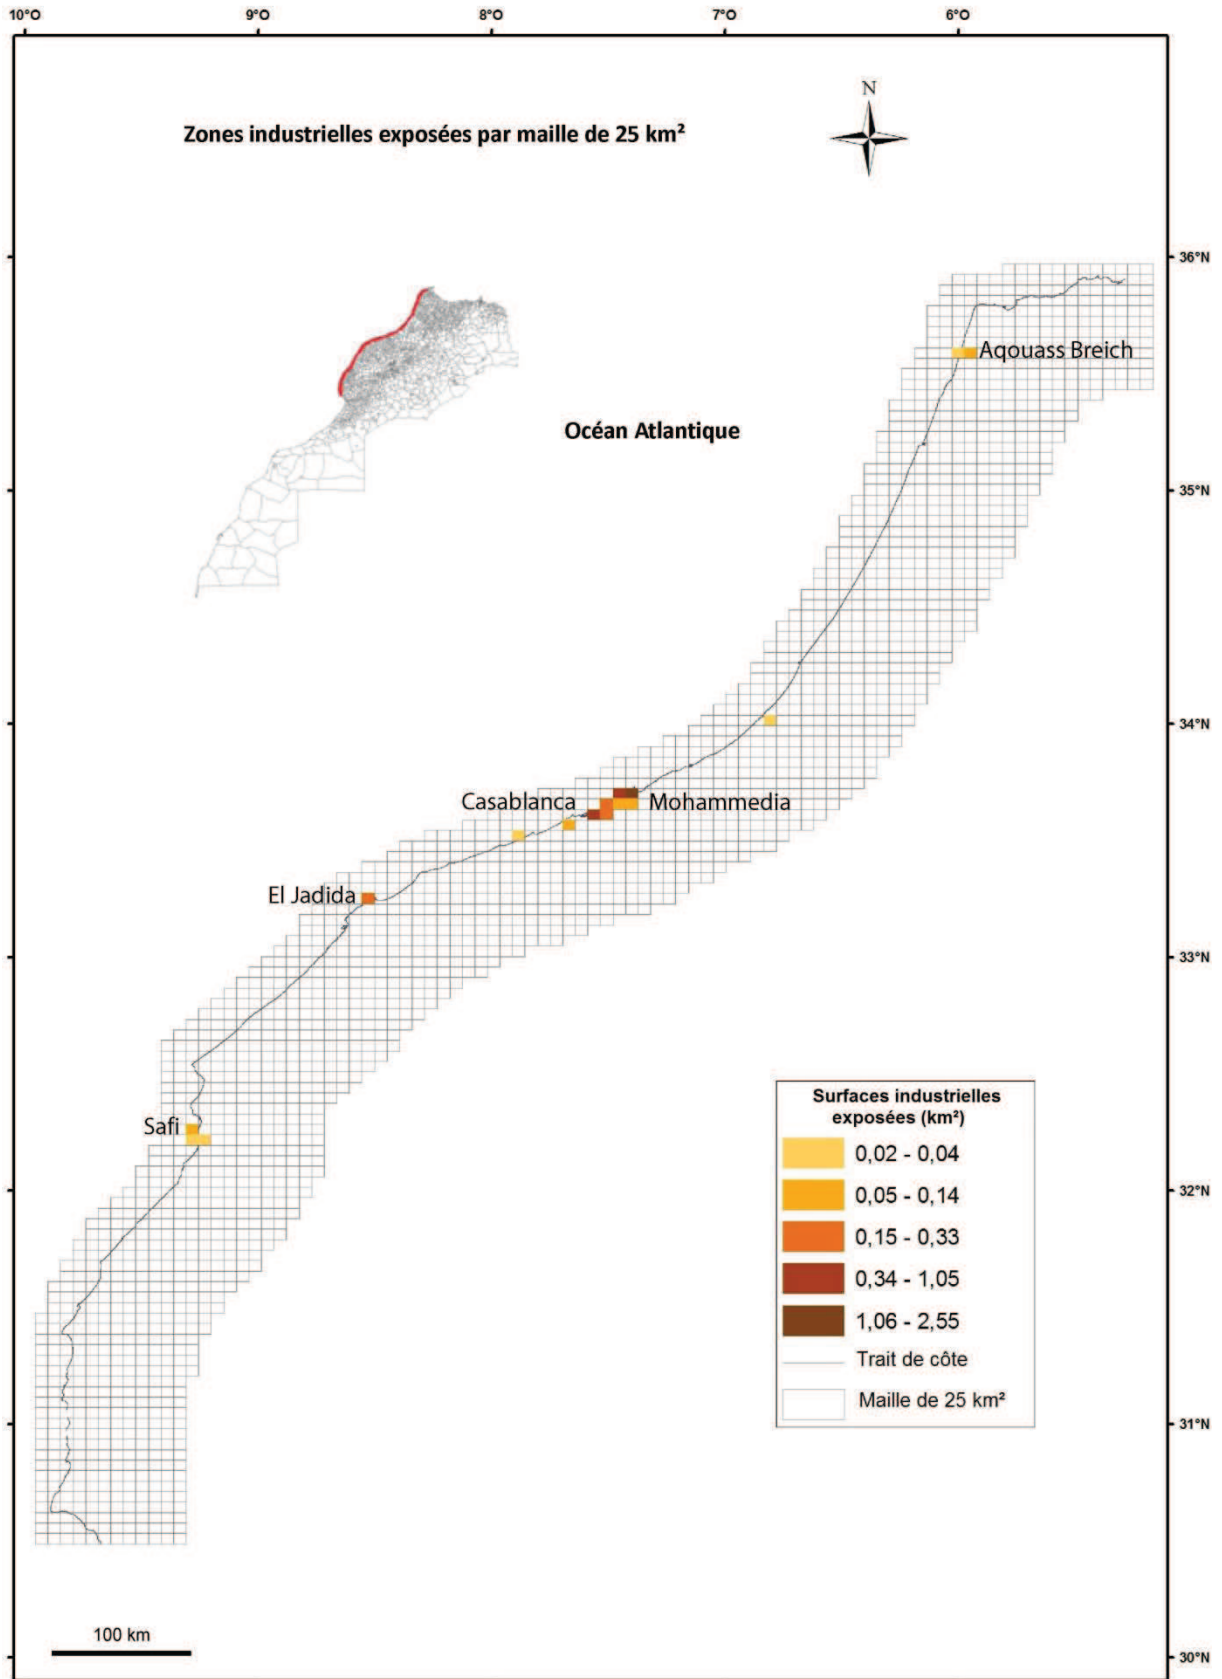 10°O 9°O 8°O 7°O 6°O
N
Zones industrielles exposées par maille de 25 km²
36°N
Aqouass Breich
Océan Atlantique
35°N
34°N
Casablanca Mohammedia
El Jadida
33°N
Surfaces industrielles
exposées (km²)
Safi
0,02 - 0,04
0,05 - 0,14
32°N
0,15 - 0,33
0,34 - 1,05
1,06 - 2,55
Trait de côte
Maille de 25 km²
31°N
100 km
30°N